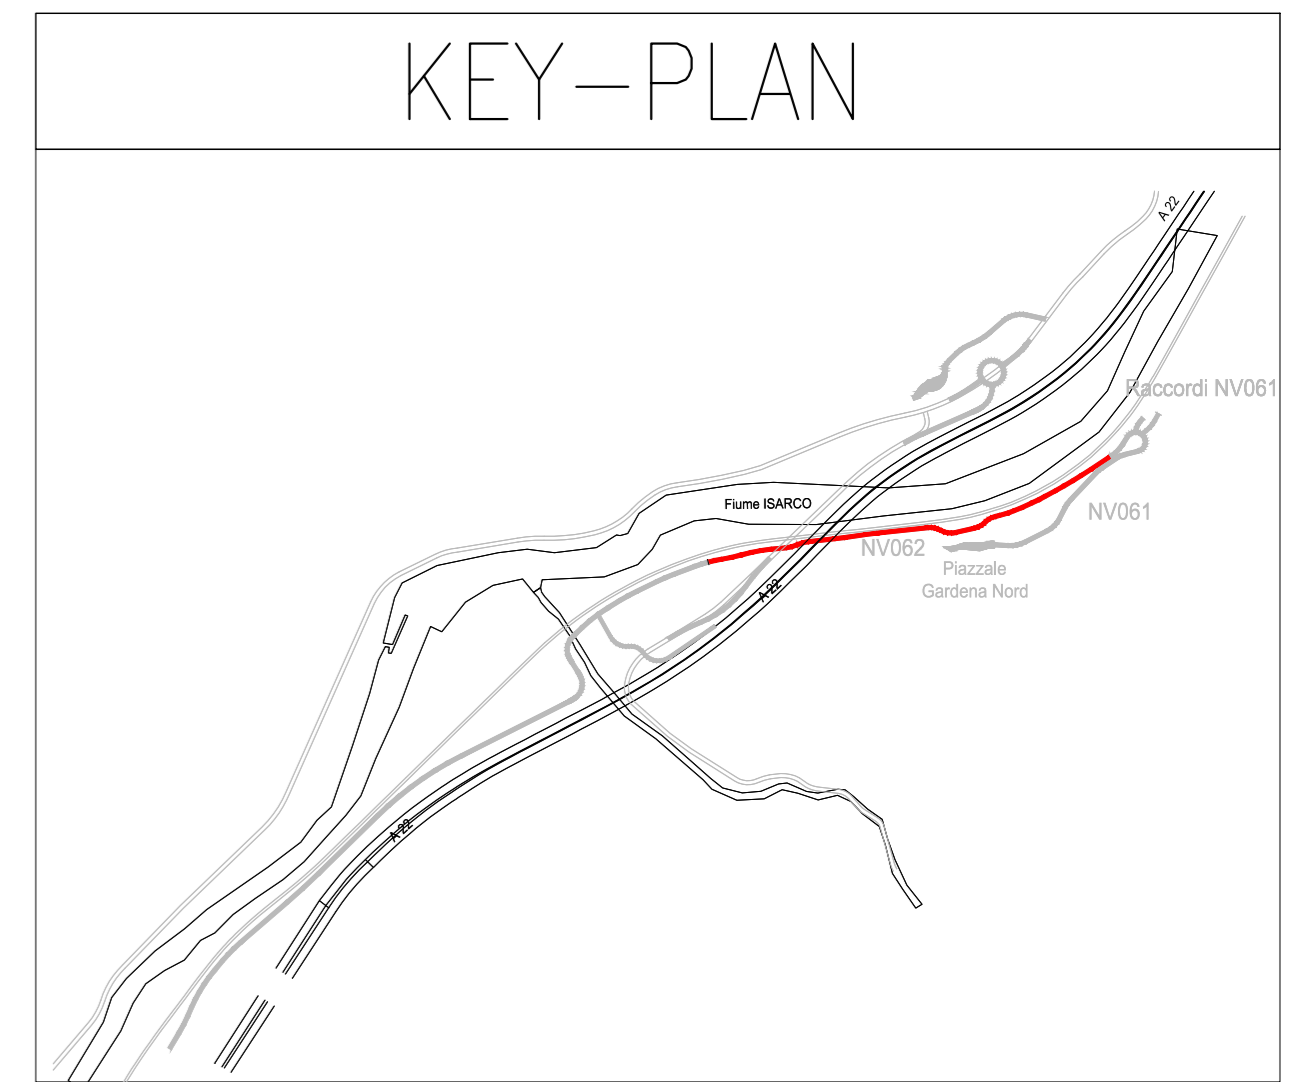 KEY-PLAN
A 22
Raccordi NV061
Fiume ISARCO
NV061
NV062
Piazzale
Gardena Nord
A 22
A 22